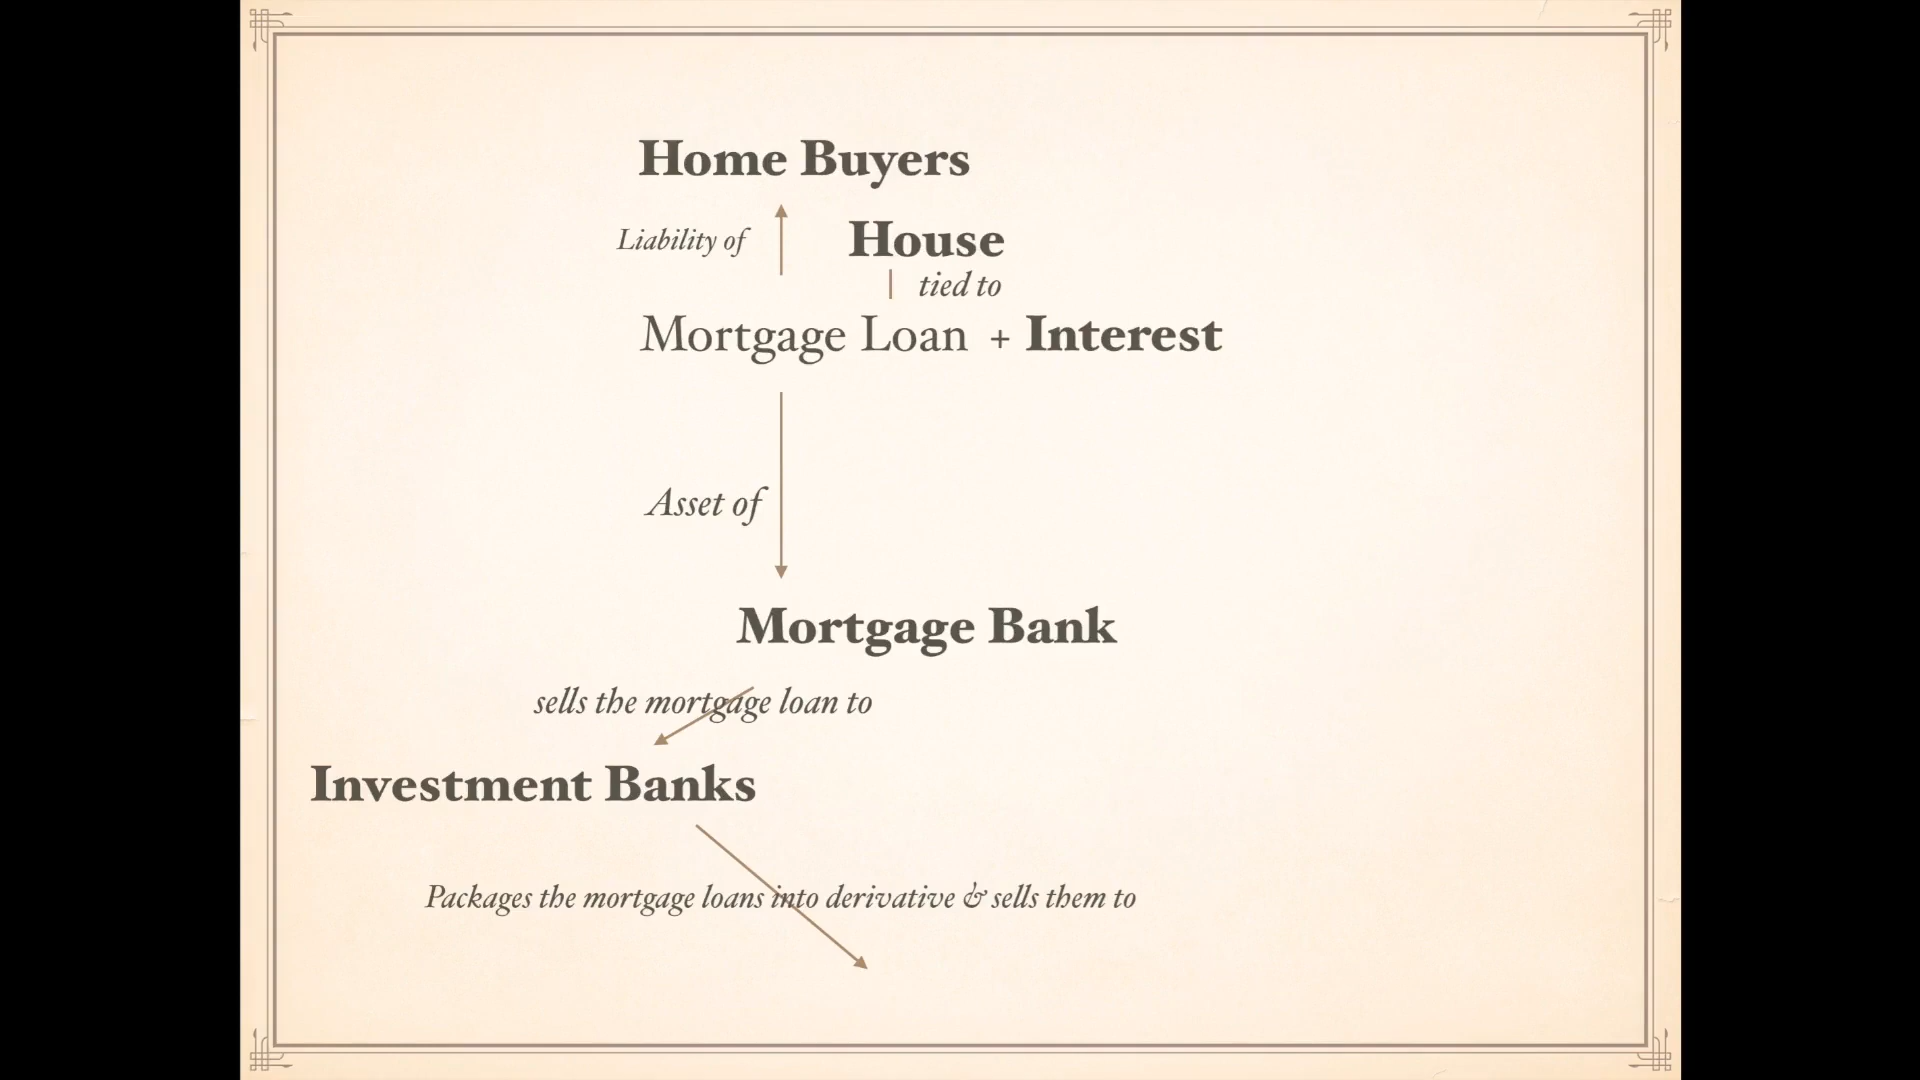 Home Buyers
Liability of
House
tied to
Mortgage Loan + Interest
Asset of
Mortgage Bank
sells the mortgage loan to
Investment Banks
Packages the mortgage loans into derivative & sells them to